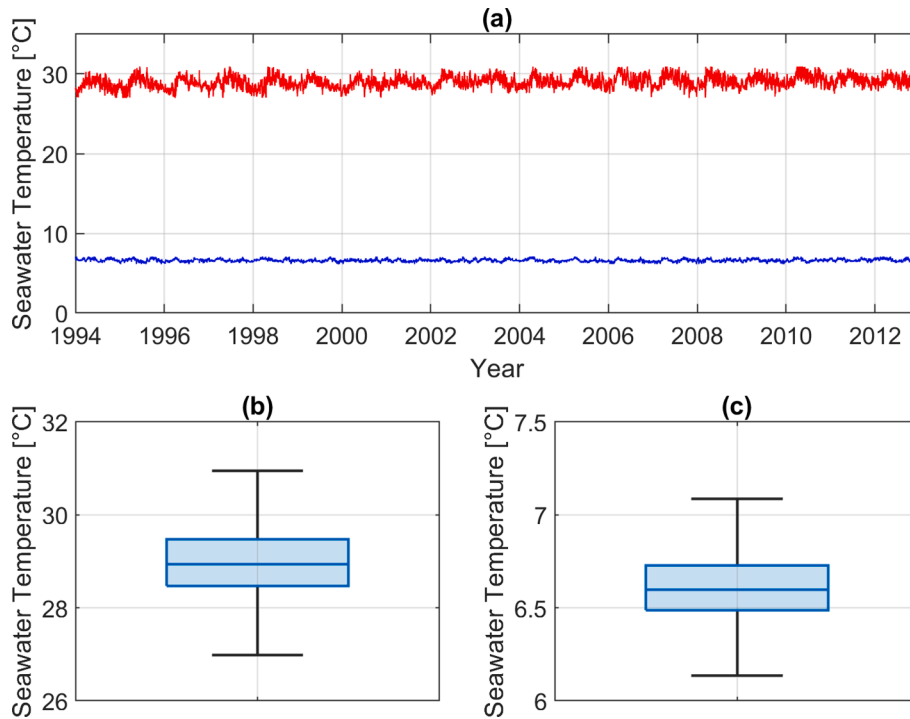 (a)
Seawater Temperature [°C]
30
20
10
0
1994 1996 1998 2000 2002 2004 2006 2008 2010 2012
Year
(b)
Seawater Temperature [°C]
32
30
28
26
(c)
Seawater Temperature [°C]
7.5
7
6.5
6